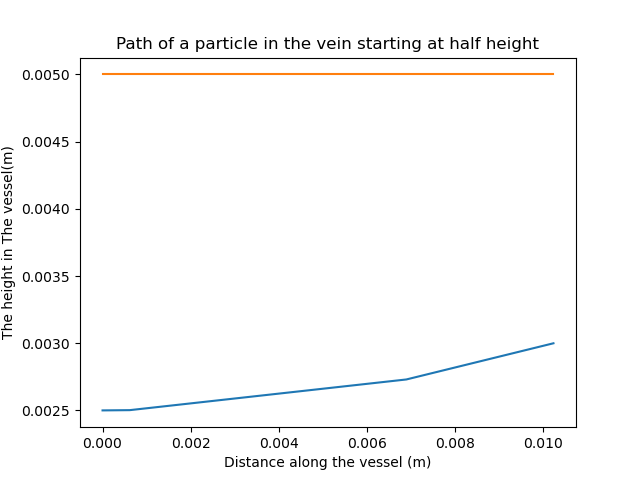 Path of a particle in the vein starting at half height
0.0050
0.0045
0.0040
0.0035
0.0030
0.0025
The height in The vessel(m)
0.000 0.002 0.004 0.006 0.008 0.010
Distance along the vessel (m)